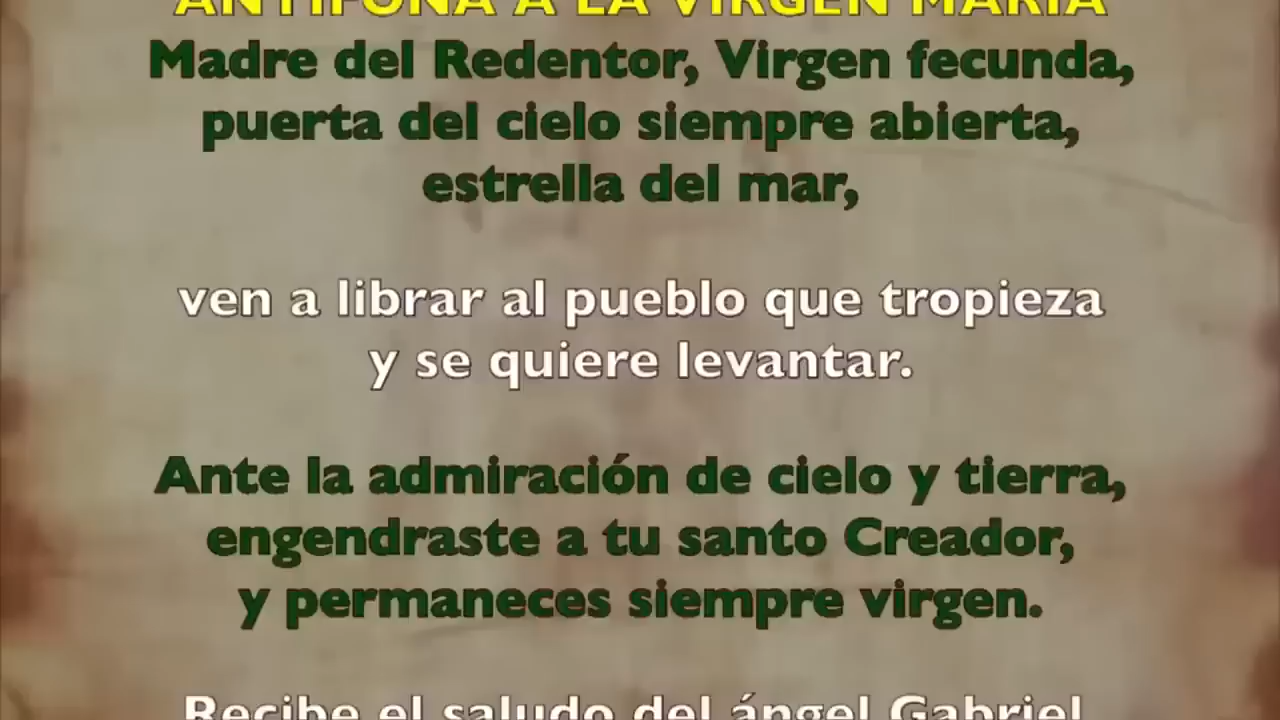 ANTÍFONA A LA VIRGEN MARÍA
Madre del Redentor, Virgen fecunda,
puerta del cielo siempre abierta,
estrella del mar,
ven a librar al pueblo que tropieza
y se quiere levantar.
Ante la admiración de cielo y tierra,
engendraste a tu santo Creador,
y permaneces siempre virgen.
Recibe el saludo del ángel Gabriel